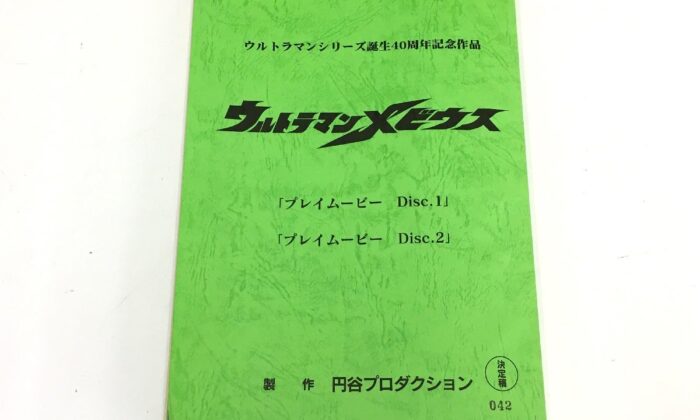 ウルトラマンシリーズ誕生40周年記念作品
ウルトラマンメビウス
「プレイムービー Disc.1」
「プレイムービー Disc.2」
製作 円谷プロダクション
決定稿
042